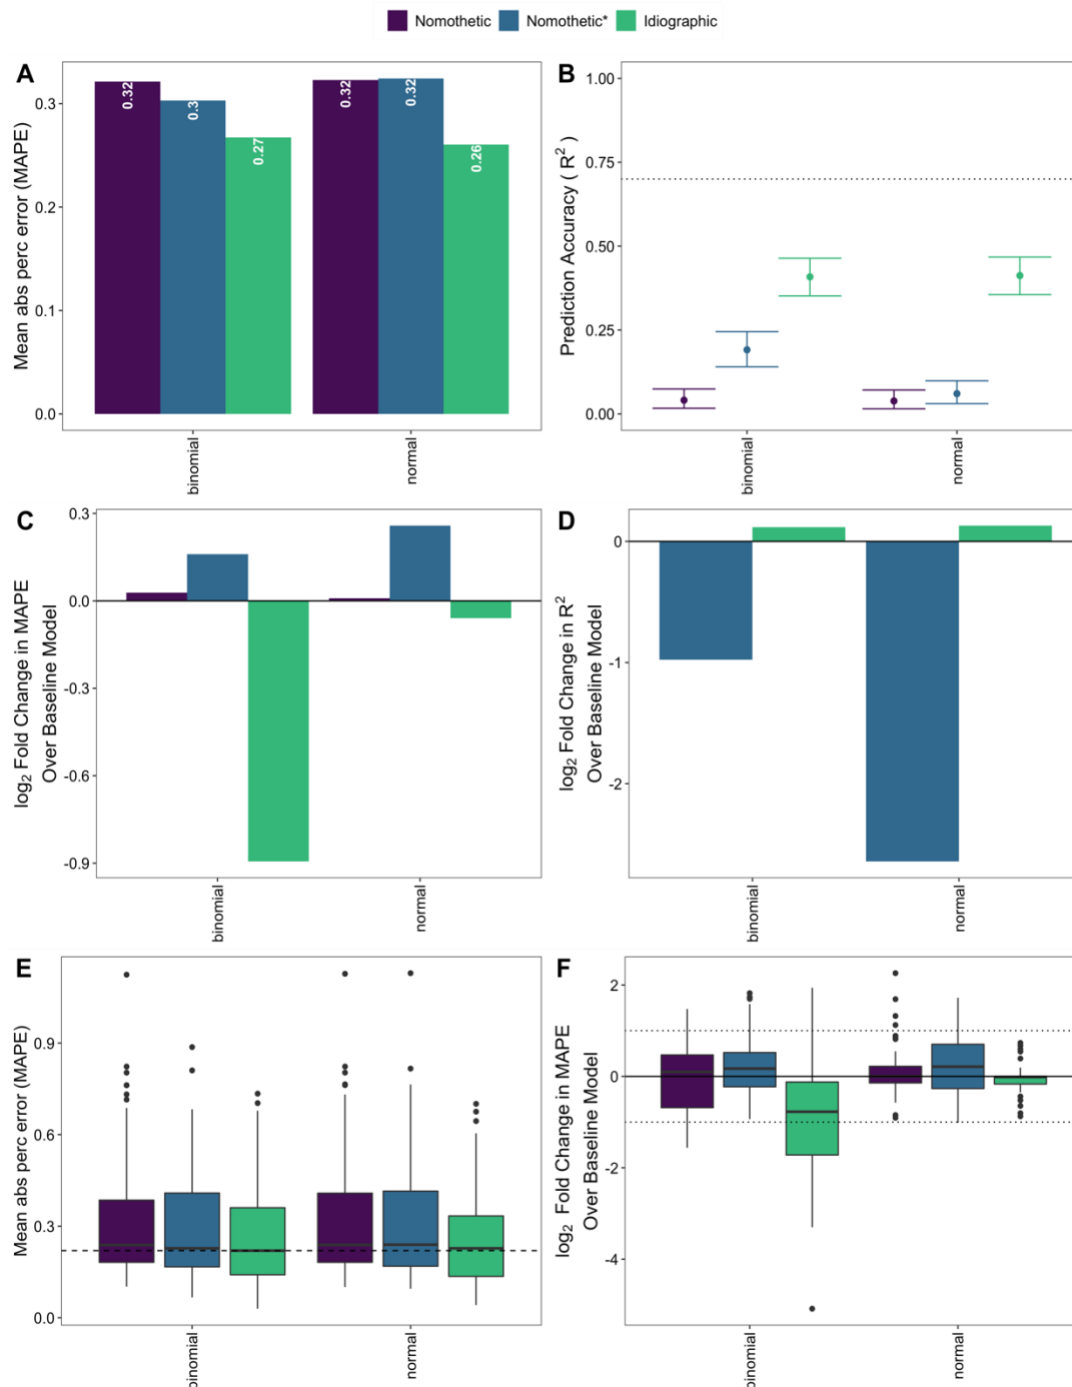 Nomothetic Nomothetic* Idiographic
A
Mean abs perc error (MAPE)
0.3
0.2
0.1
0.0
0.32
0.3
0.27
0.32
0.32
0.26
binomial
normal
B
Prediction Accuracy ( R² )
1.00
0.75
0.50
0.25
0.00
binomial
normal
C
log₂ Fold Change in MAPE
Over Baseline Model
0.3
0.0
-0.3
-0.6
-0.9
binomial
normal
D
log₂ Fold Change in R²
Over Baseline Model
0
-1
-2
binomial
normal
E
Mean abs perc error (MAPE)
0.9
0.6
0.3
0.0
binomial
normal
F
log₂ Fold Change in MAPE
Over Baseline Model
2
0
-2
-4
binomial
normal